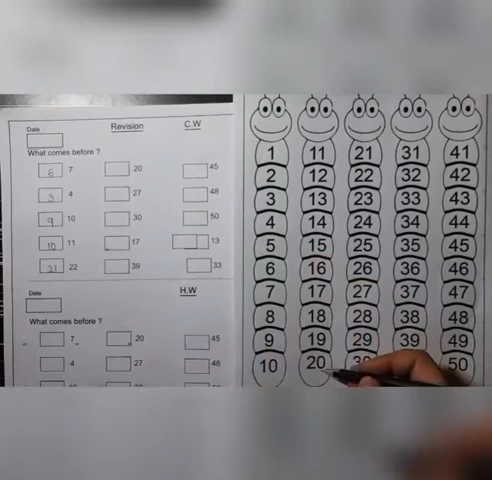 Date Revision C.W
What comes before ?
6 7 20 45
3 4 27 48
9 10 30 50
10 11 17 13
21 22 39 33
Date H.W
What comes before ?
7 20 45
4 27 48
1 11 21 31 41
2 12 22 32 42
3 13 23 33 43
4 14 24 34 44
5 15 25 35 45
6 16 26 36 46
7 17 27 37 47
8 18 28 38 48
9 19 29 39 49
10 20 50